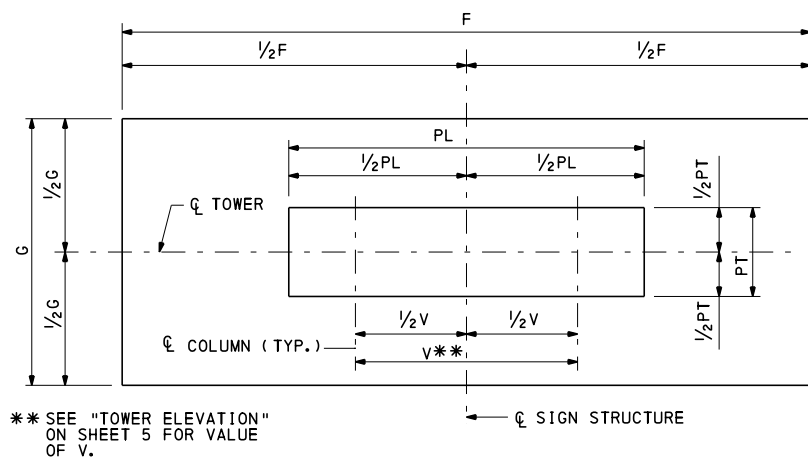 F
½F ½F
PL
½PL ½PL
½G
½PT
℄ TOWER
G
PT
½G
½PT
½V ½V
℄ COLUMN (TYP.)
V**
** SEE "TOWER ELEVATION"
ON SHEET 5 FOR VALUE
OF V.
℄ SIGN STRUCTURE